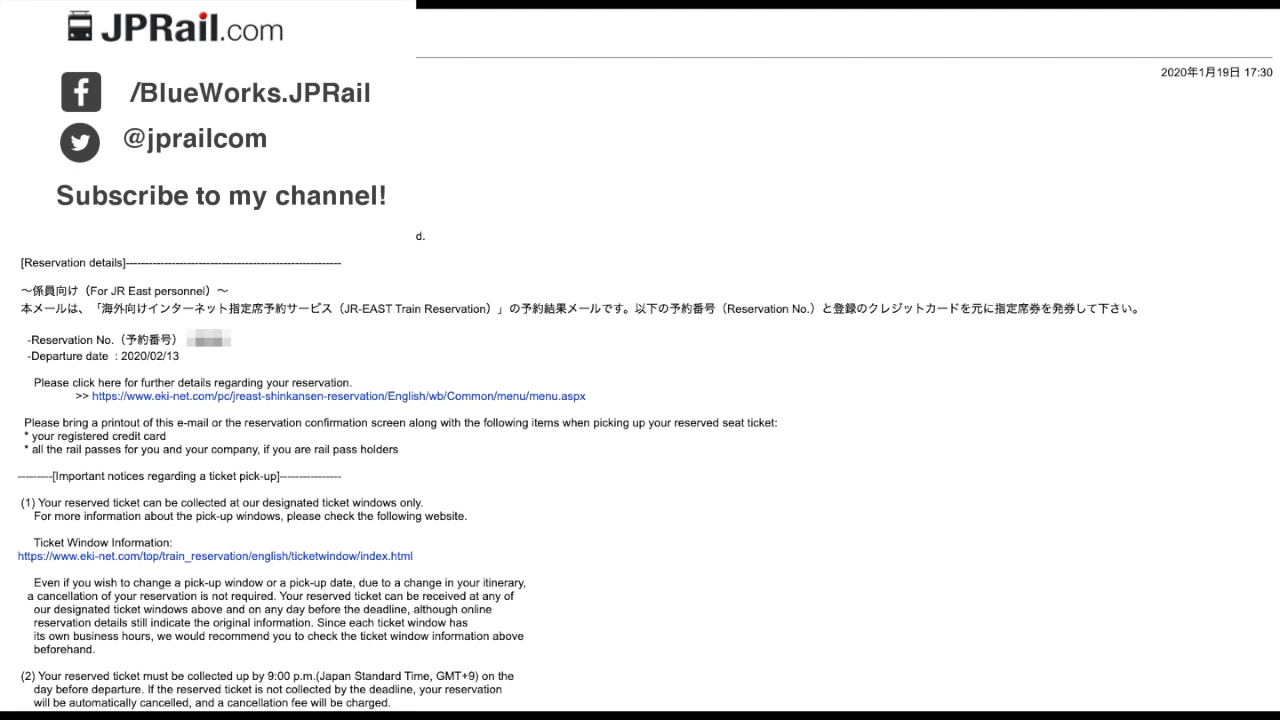 JPRail.com
/BlueWorks.JPRail
2020年1月19日 17:30
@jprailcom
Subscribe to my channel!
d.
[Reservation details]-----------------------------------------------------------
～係員向け（For JR East personnel）～
本メールは、「海外向けインターネット指定席予約サービス（JR-EAST Train Reservation）」の予約結果メールです。以下の予約番号（Reservation No.）と登録のクレジットカードを元に指定席券を発券して下さい。
-Reservation No.（予約番号）
-Departure date : 2020/02/13
Please click here for further details regarding your reservation.
>> https://www.eki-net.com/pc/jreast-shinkansen-reservation/English/wb/Common/menu/menu.aspx
Please bring a printout of this e-mail or the reservation confirmation screen along with the following items when picking up your reserved seat ticket:
* your registered credit card
* all the rail passes for you and your company, if you are rail pass holders
---------[Important notices regarding a ticket pick-up]----------------
(1) Your reserved ticket can be collected at our designated ticket windows only.
For more information about the pick-up windows, please check the following website.
Ticket Window Information:
https://www.eki-net.com/top/train_reservation/english/ticketwindow/index.html
Even if you wish to change a pick-up window or a pick-up date, due to a change in your itinerary,
a cancellation of your reservation is not required. Your reserved ticket can be received at any of
our designated ticket windows above and on any day before the deadline, although online
reservation details still indicate the original information. Since each ticket window has
its own business hours, we would recommend you to check the ticket window information above
beforehand.
(2) Your reserved ticket must be collected up by 9:00 p.m.(Japan Standard Time, GMT+9) on the
day before departure. If the reserved ticket is not collected by the deadline, your reservation
will be automatically cancelled, and a cancellation fee will be charged.